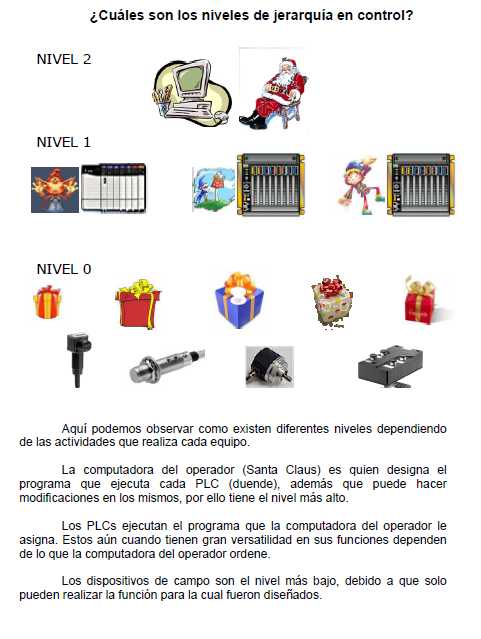 ¿Cuáles son los niveles de jerarquía en control?
NIVEL 2
NIVEL 1
NIVEL 0
Aquí podemos observar como existen diferentes niveles dependiendo
de las actividades que realiza cada equipo.
La computadora del operador (Santa Claus) es quien designa el
programa que ejecuta cada PLC (duende), además que puede hacer
modificaciones en los mismos, por ello tiene el nivel más alto.
Los PLCs ejecutan el programa que la computadora del operador le
asigna. Estos aún cuando tienen gran versatilidad en sus funciones dependen
de lo que la computadora del operador ordene.
Los dispositivos de campo son el nivel más bajo, debido a que solo
pueden realizar la función para la cual fueron diseñados.